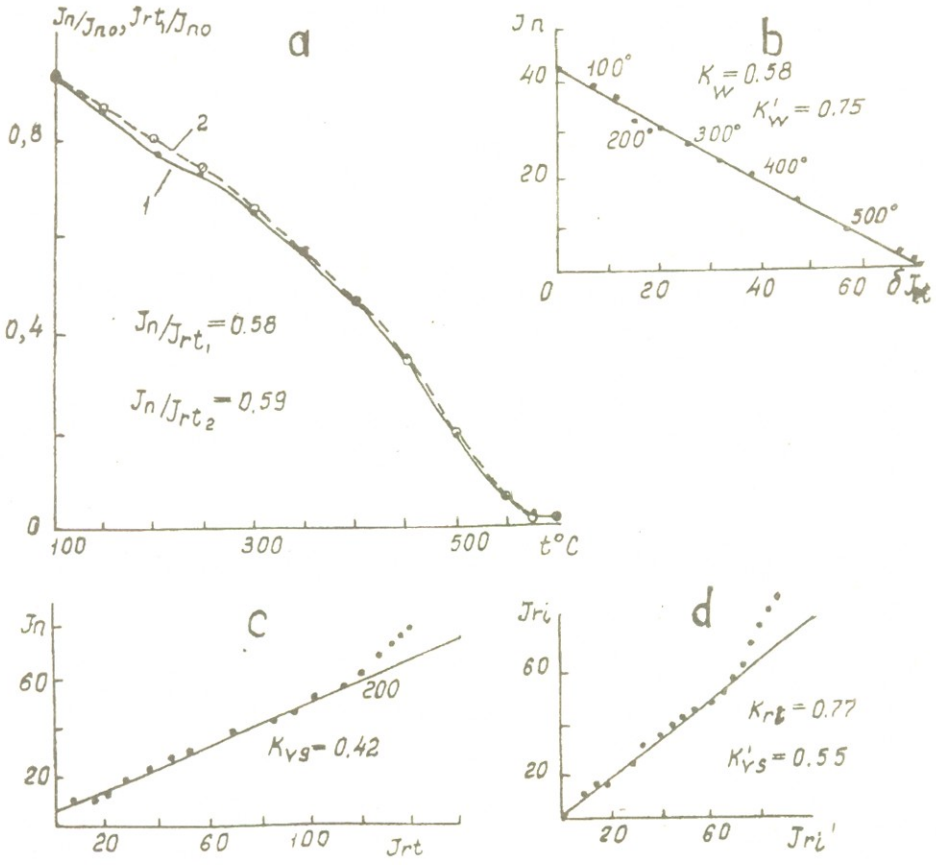 Jn/Jno, Jrt₁/Jno
a
0,8
0,4
0
2
1
Jn/Jrt₁ = 0.58
Jn/Jrt₂ = 0.59
100 300 500 t°C
Jn
b
40
20
100°
200°
300°
400°
500°
Kw = 0.58
K'w = 0.75
0 20 40 60 δJrt
Jn
c
60
20
200
Kvs = 0.42
20 60 100 Jrt
Jri
d
60
20
Krt = 0.77
K'vs = 0.55
20 60 Jri'